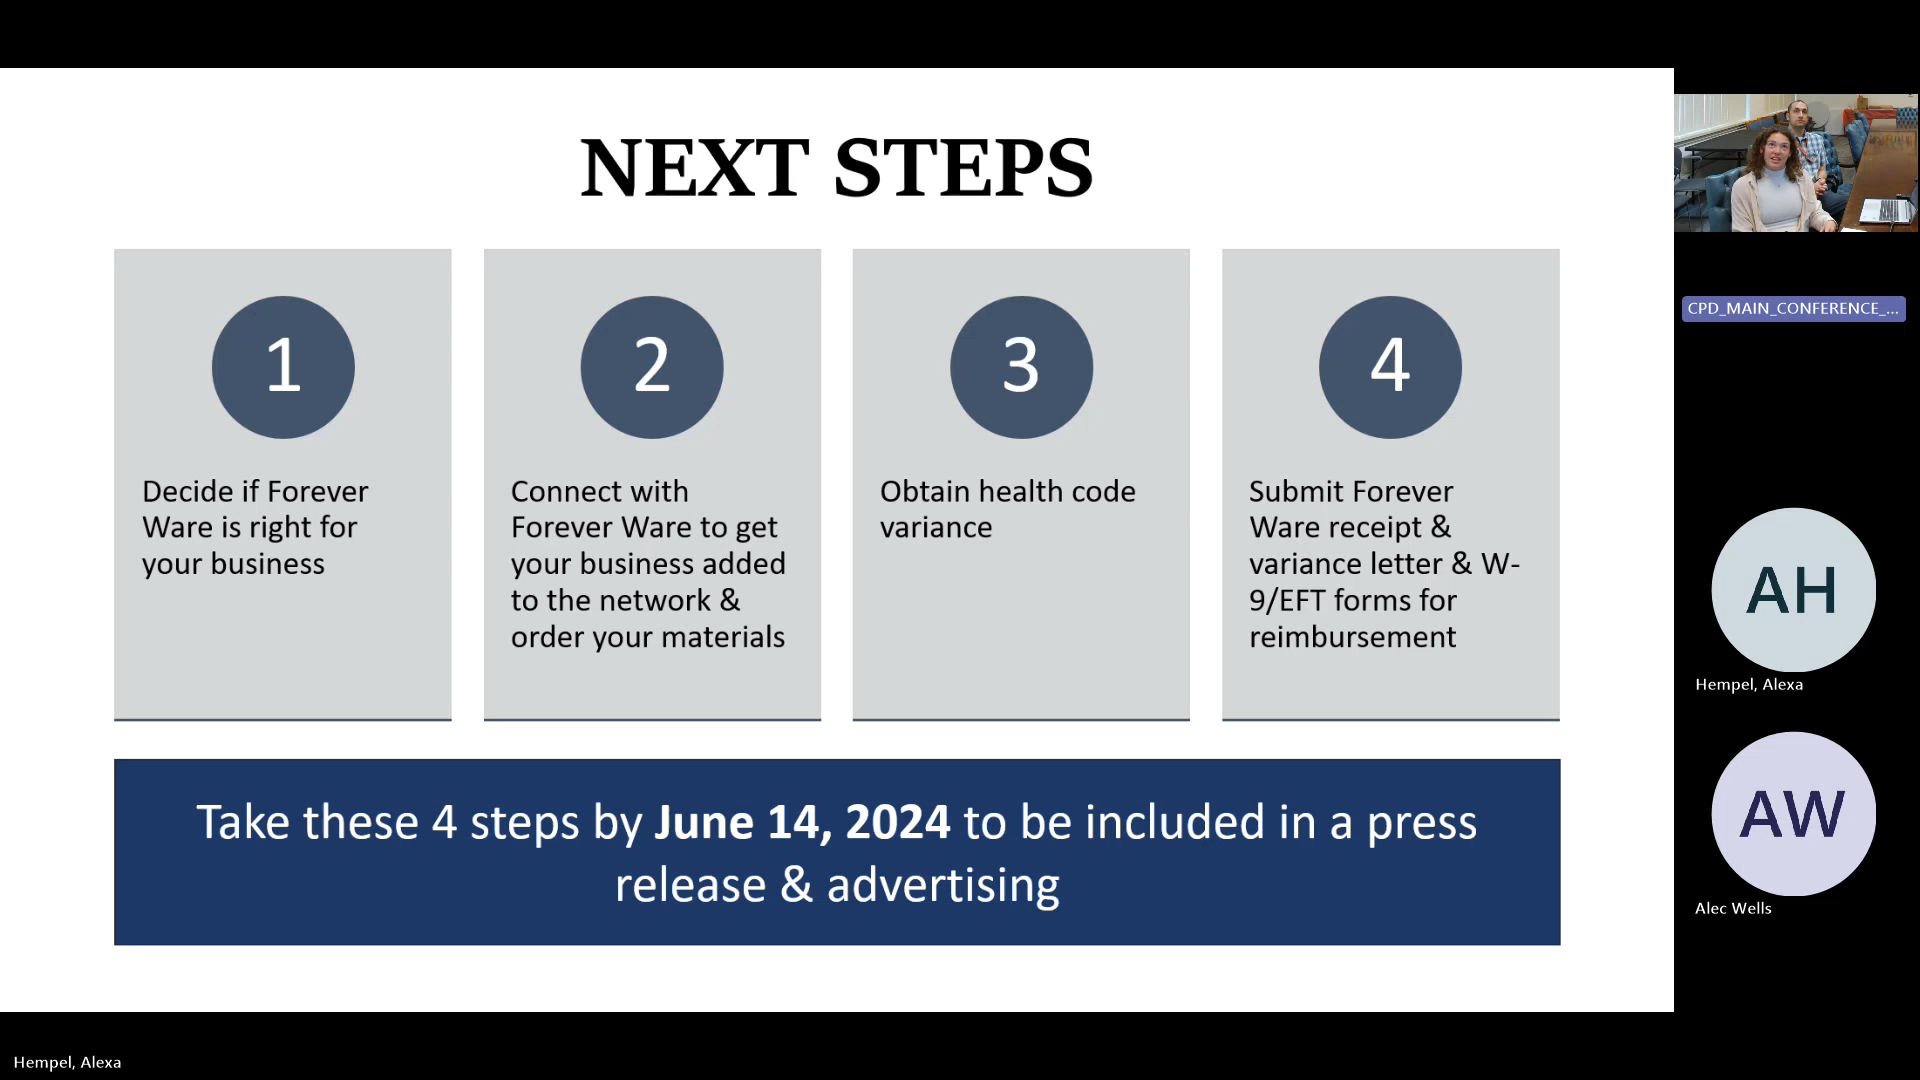 NEXT STEPS
1
Decide if Forever
Ware is right for
your business
2
Connect with
Forever Ware to get
your business added
to the network &
order your materials
3
Obtain health code
variance
4
Submit Forever
Ware receipt &
variance letter & W-
9/EFT forms for
reimbursement
Take these 4 steps by June 14, 2024 to be included in a press
release & advertising
CPD_MAIN_CONFERENCE_...
AH
Hempel, Alexa
AW
Alec Wells
Hempel, Alexa